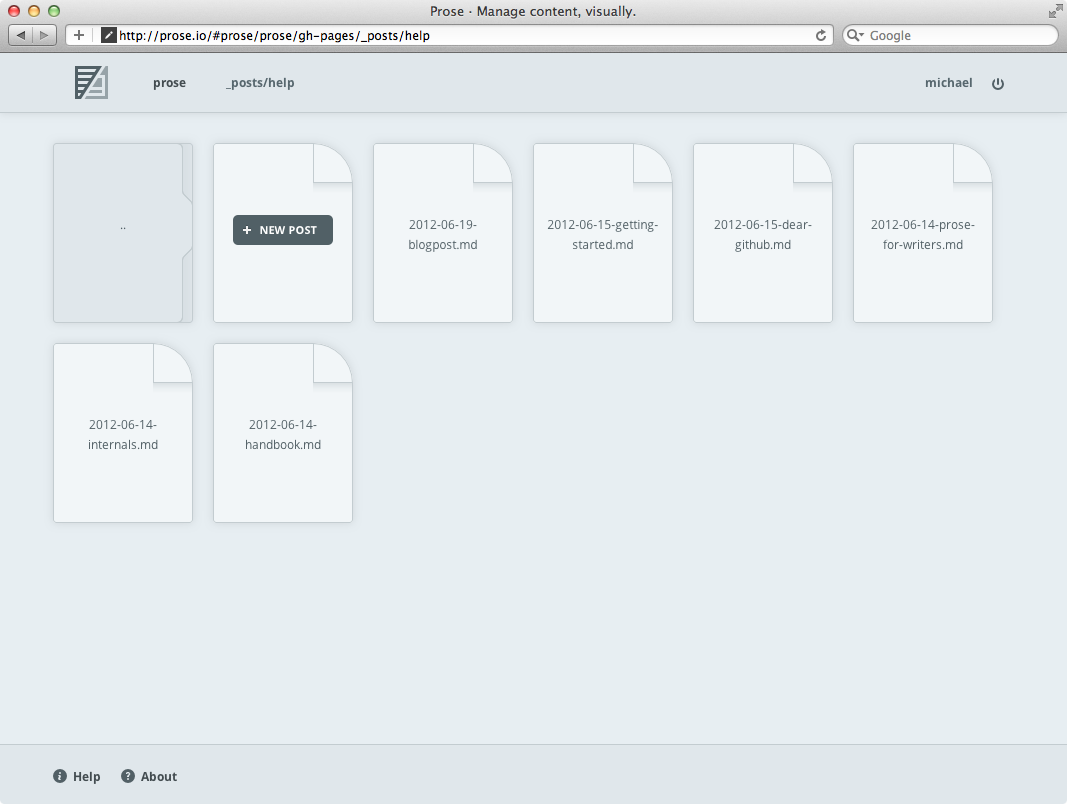 Prose · Manage content, visually.
http://prose.io/#prose/prose/gh-pages/_posts/help
Google
prose
_posts/help
michael
..
+ NEW POST
2012-06-19-
blogpost.md
2012-06-15-getting-
started.md
2012-06-15-dear-
github.md
2012-06-14-prose-
for-writers.md
2012-06-14-
internals.md
2012-06-14-
handbook.md
Help
About